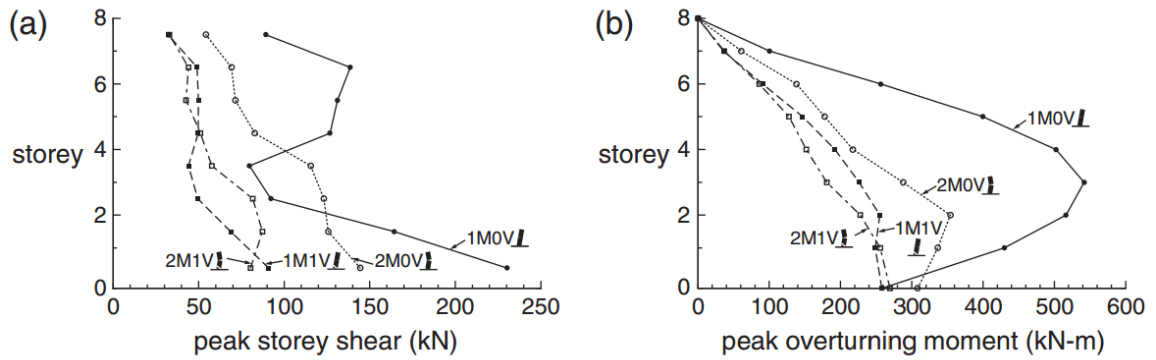 (a)
8
6
storey
4
2
0
2M1V 1M1V 2M0V
1M0V
0 50 100 150 200 250
peak storey shear (kN)
(b)
8
6
storey
4
2
0
1M0V
2M0V
2M1V
1M1V
0 100 200 300 400 500 600
peak overturning moment (kN-m)